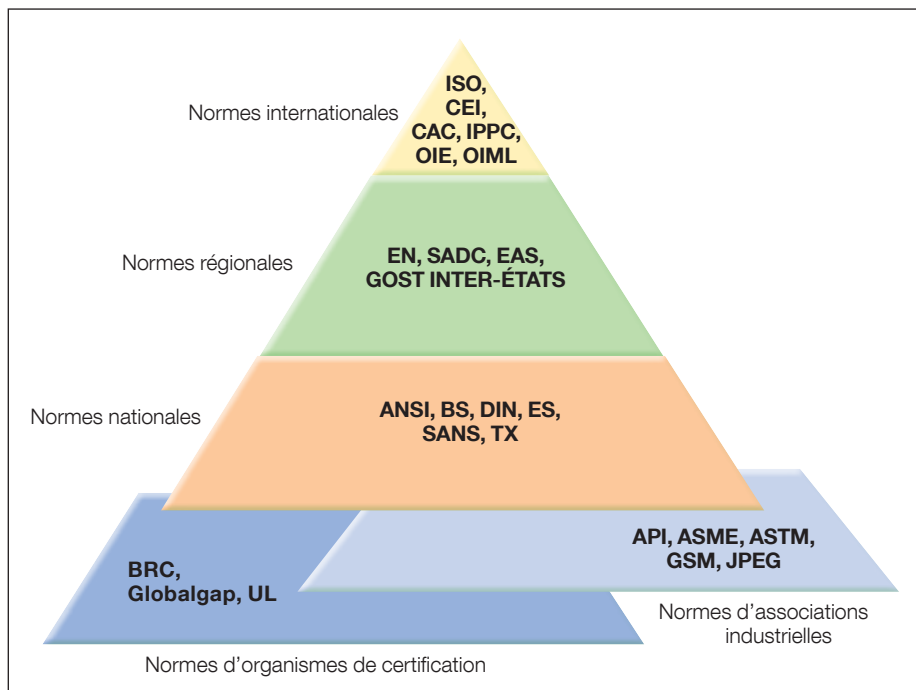 Normes internationales
ISO,
CEI,
CAC, IPPC,
OIE, OIML
Normes régionales
EN, SADC, EAS,
GOST INTER-ÉTATS
Normes nationales
ANSI, BS, DIN, ES,
SANS, TX
BRC,
Globalgap, UL
API, ASME, ASTM,
GSM, JPEG
Normes d'associations
industrielles
Normes d'organismes de certification